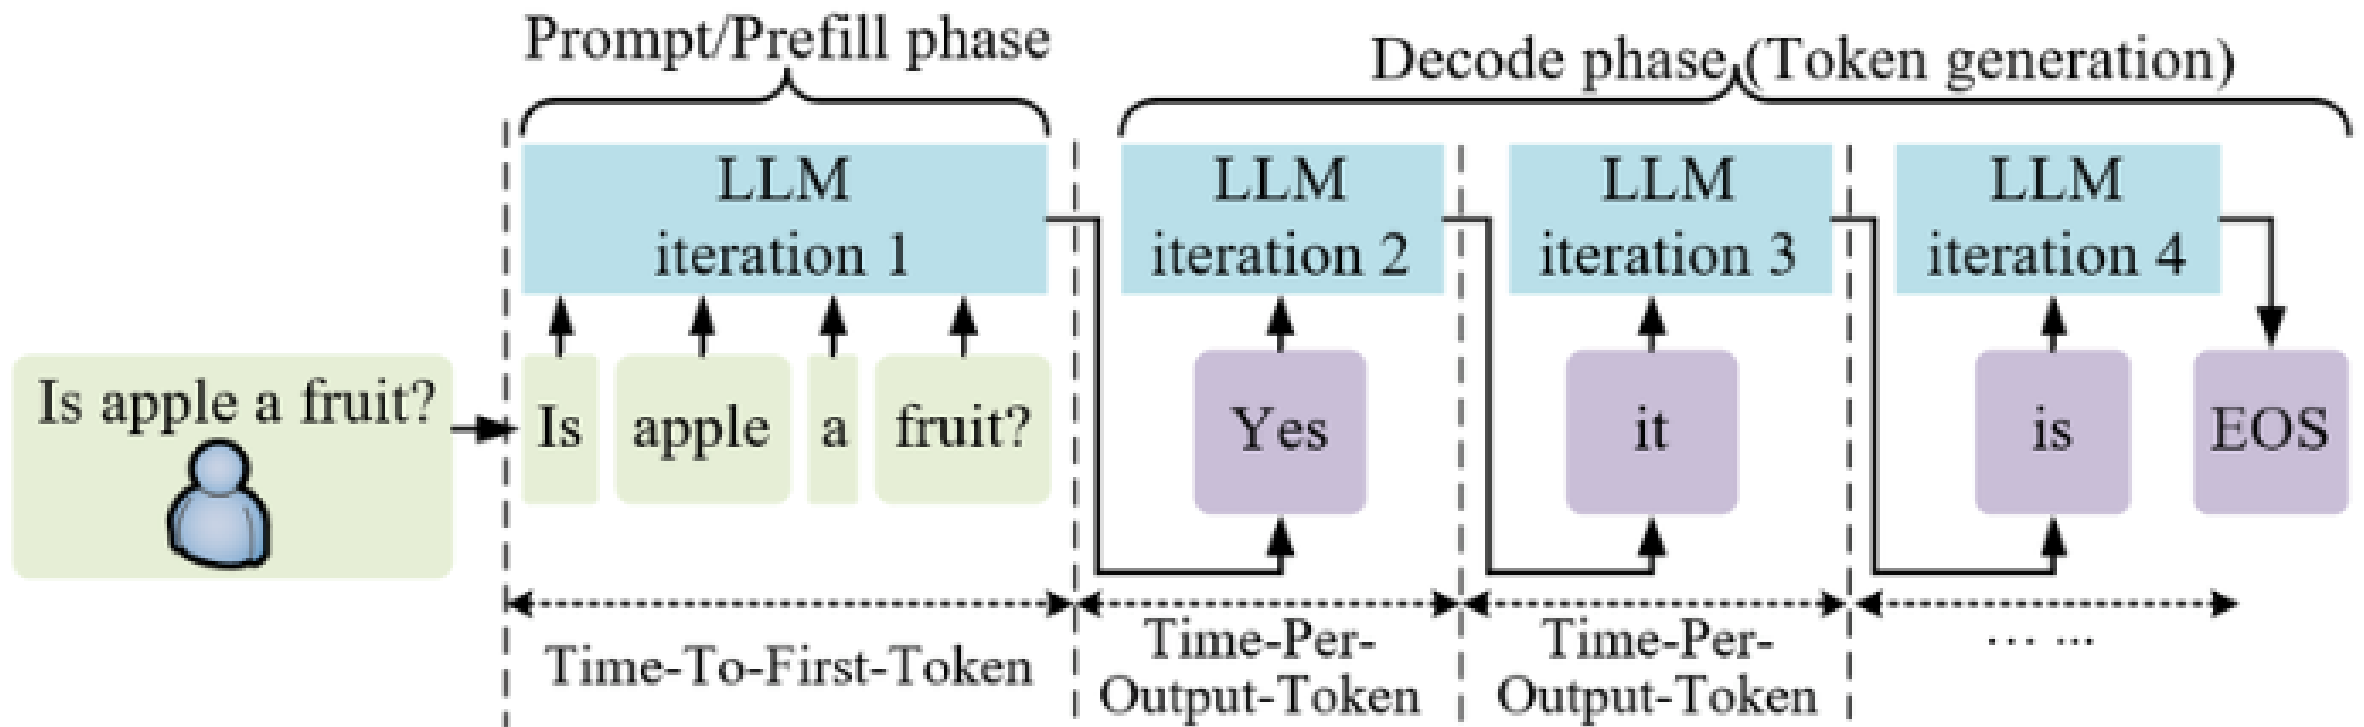 Prompt/Prefill phase
Decode phase (Token generation)
LLM
iteration 1
LLM
iteration 2
LLM
iteration 3
LLM
iteration 4
Is apple a fruit?
Is
apple
a
fruit?
Yes
it
is
EOS
Time-To-First-Token
Time-Per-
Output-Token
Time-Per-
Output-Token
... ...